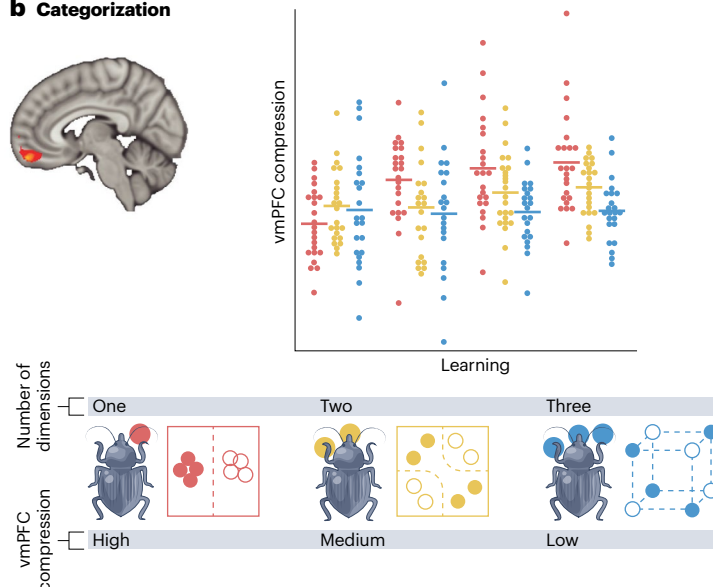 b Categorization
vmPFC compression
Learning
Number of
dimensions
One
Two
Three
vmPFC
compression
High
Medium
Low